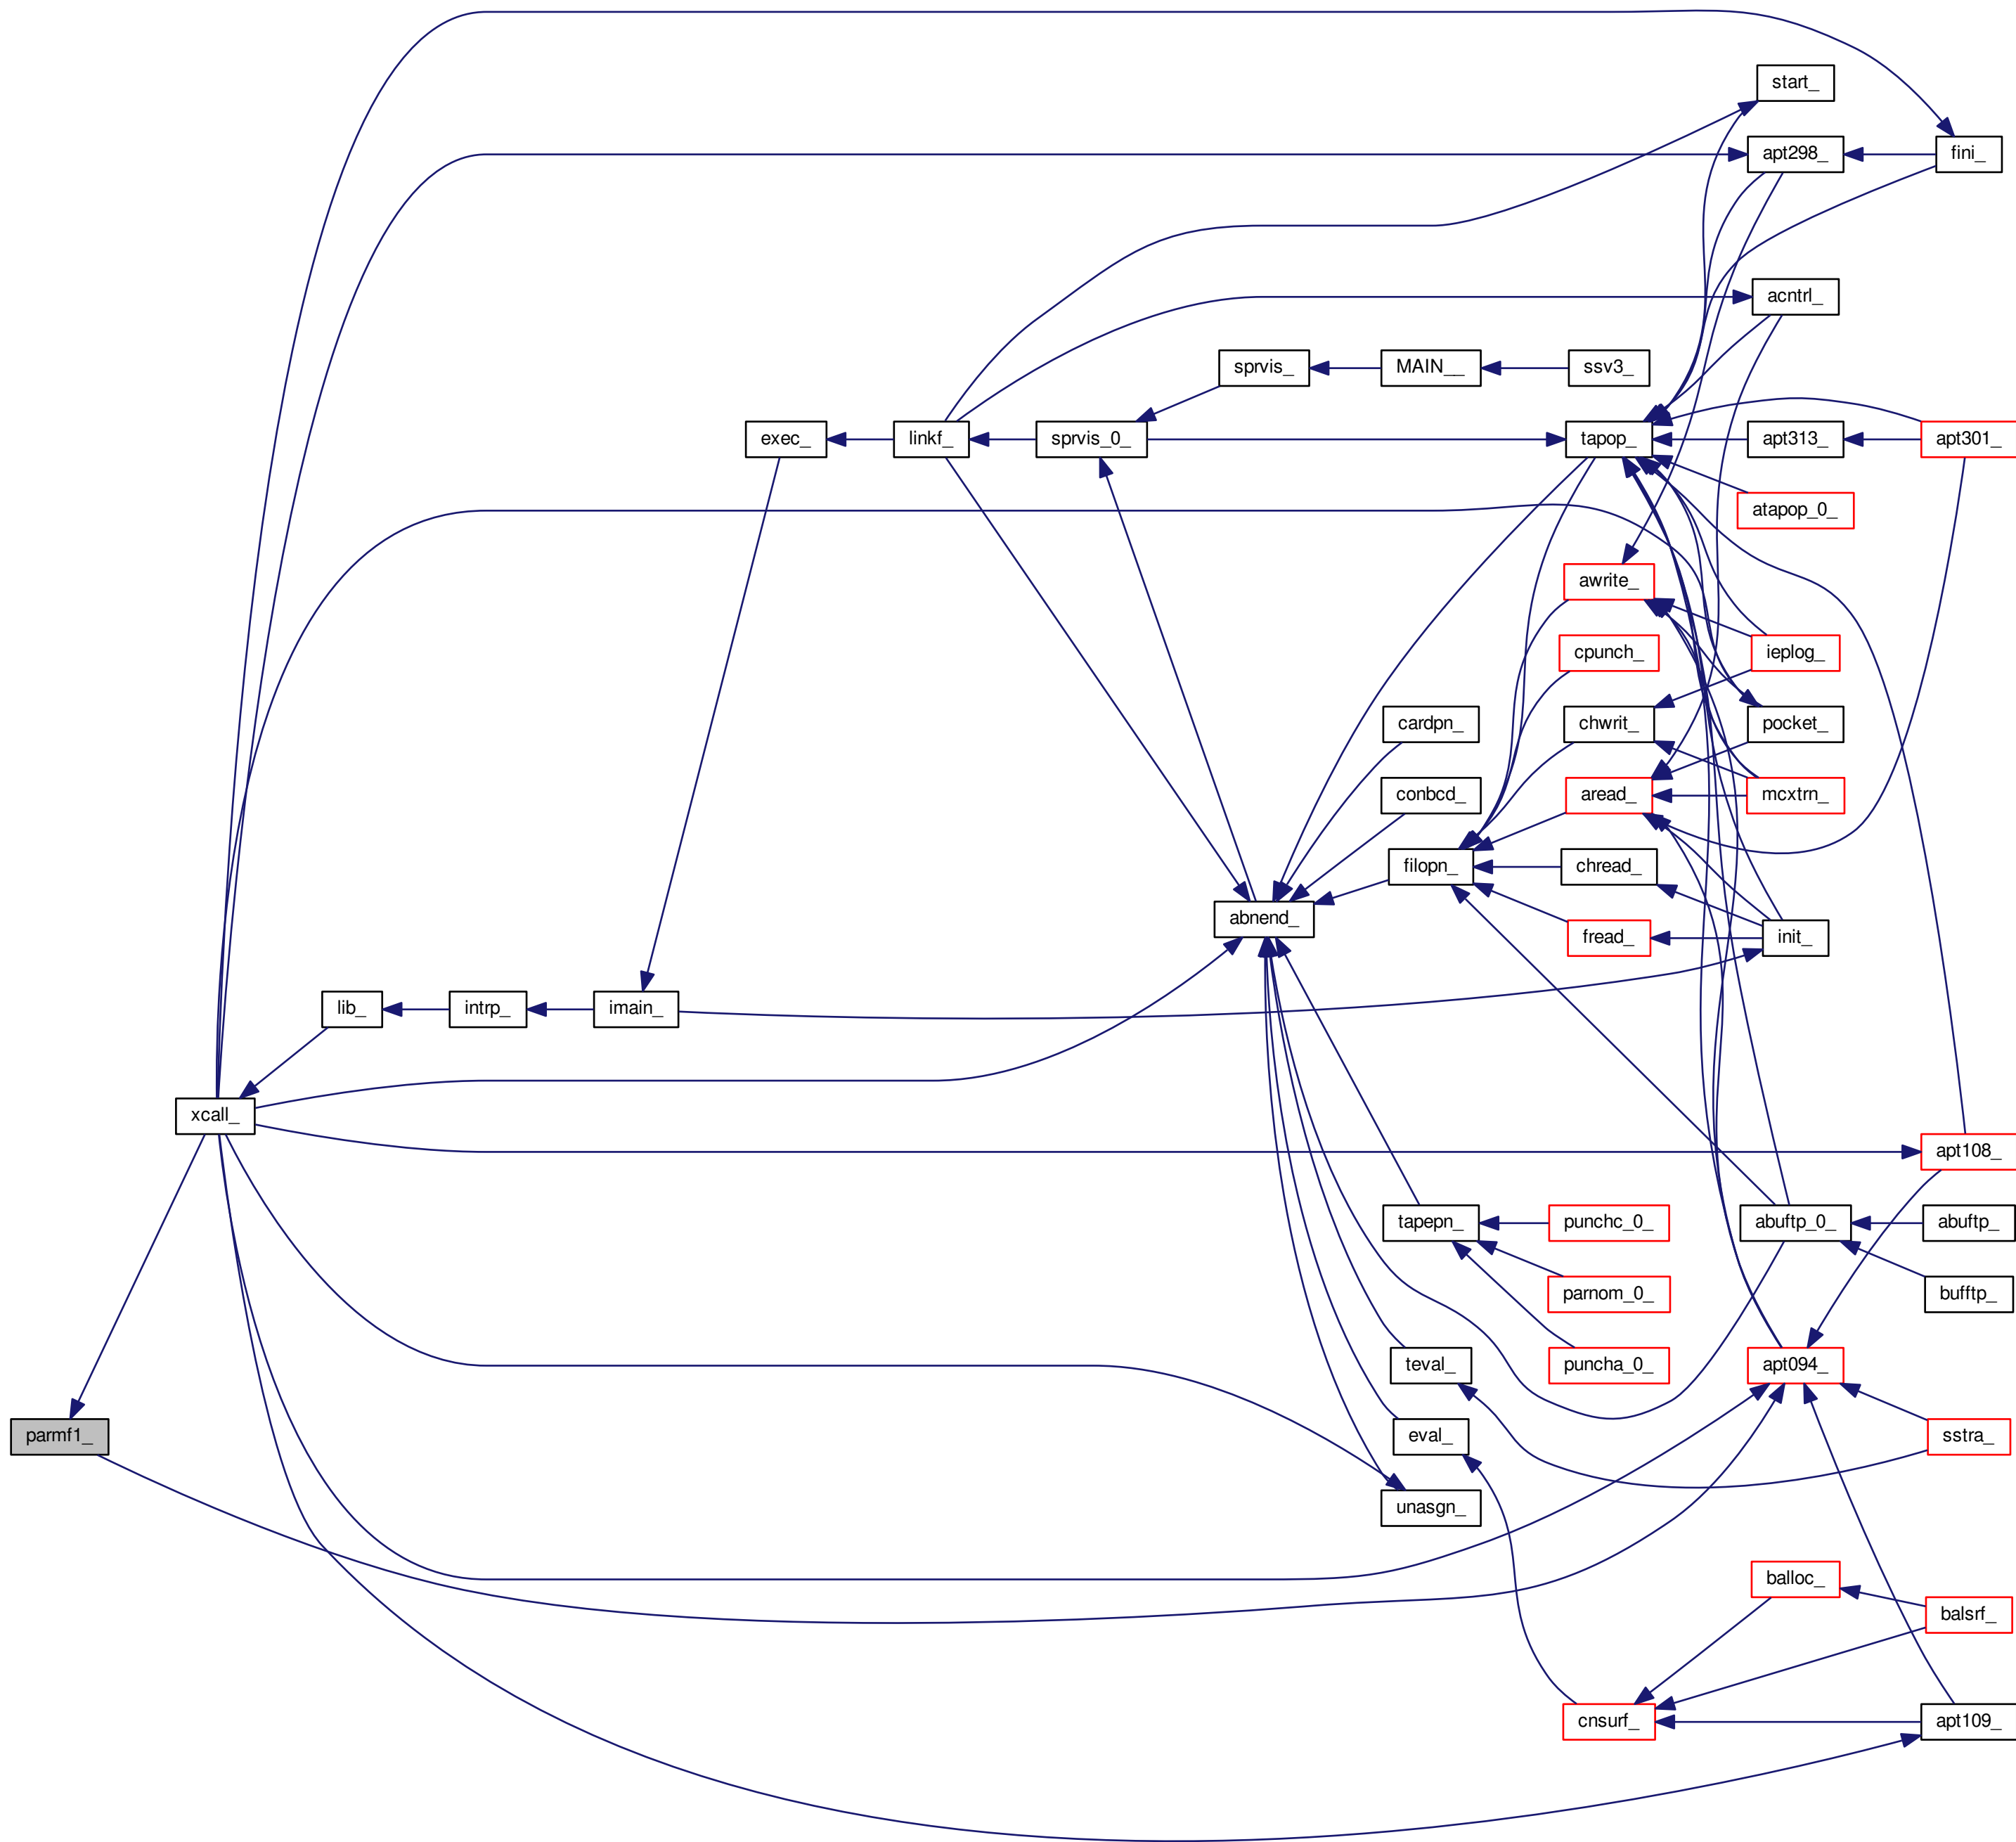 start_
apt298_
fini_
acntrl_
sprvis_
MAIN__
ssv3_
exec_
linkf_
sprvis_0_
tapop_
apt313_
apt301_
atapop_0_
awrite_
cpunch_
ieplog_
cardpn_
chwrit_
pocket_
conbcd_
aread_
mcxtrn_
filopn_
chread_
abnend_
fread_
init_
lib_
intrp_
imain_
xcall_
apt108_
tapepn_
punchc_0_
abuftp_0_
abuftp_
parnom_0_
bufftp_
teval_
puncha_0_
apt094_
parmf1_
eval_
sstra_
unasgn_
balloc_
balsrf_
cnsurf_
apt109_